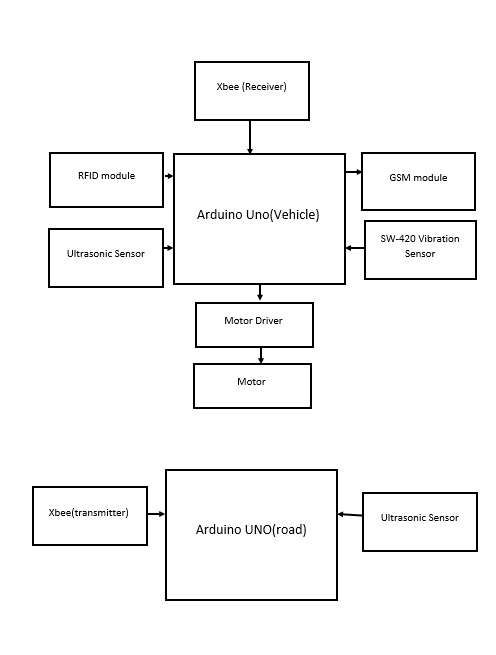 Xbee (Receiver)
RFID module
Arduino Uno(Vehicle)
GSM module
Ultrasonic Sensor
SW-420 Vibration
Sensor
Motor Driver
Motor
Xbee(transmitter)
Arduino UNO(road)
Ultrasonic Sensor